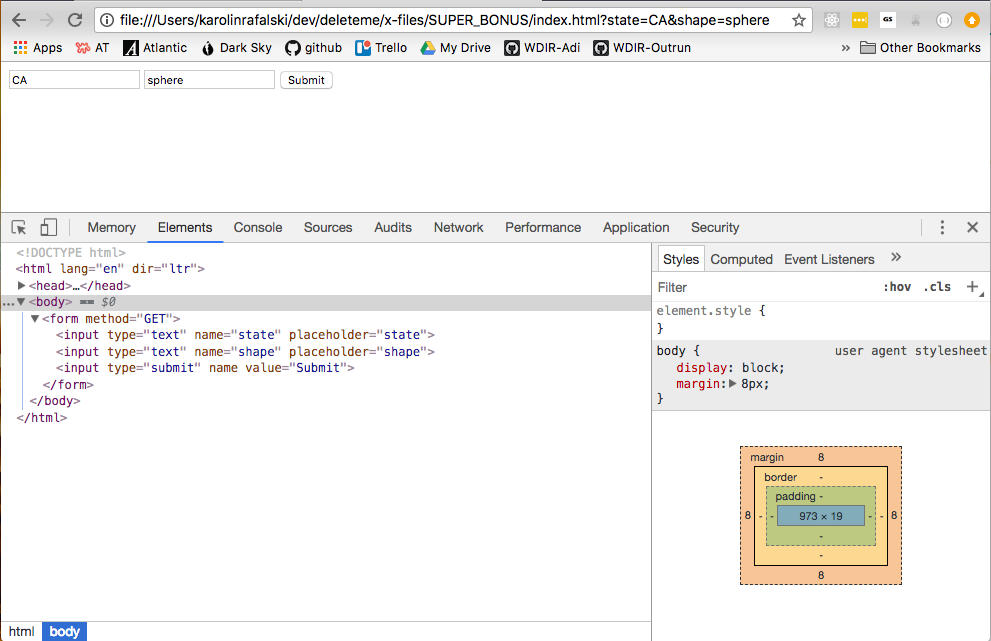 file:///Users/karolinrafalski/dev/deleteme/x-files/SUPER_BONUS/index.html?state=CA&shape=sphere
GS
Apps AT Atlantic Dark Sky github Trello My Drive WDIR-Adi WDIR-Outrun » Other Bookmarks
CA sphere Submit
Memory Elements Console Sources Audits Network Performance Application Security
<!DOCTYPE html>
<html lang="en" dir="ltr">
▶<head>…</head>
...▼<body> == $0
▼<form method="GET">
<input type="text" name="state" placeholder="state">
<input type="text" name="shape" placeholder="shape">
<input type="submit" name value="Submit">
</form>
</body>
</html>
html body
Styles Computed Event Listeners »
Filter :hov .cls +
element.style {
}
body { user agent stylesheet
display: block;
margin:▶ 8px;
}
margin 8
border -
padding -
8 - - 973 × 19 - - 8
-
-
8